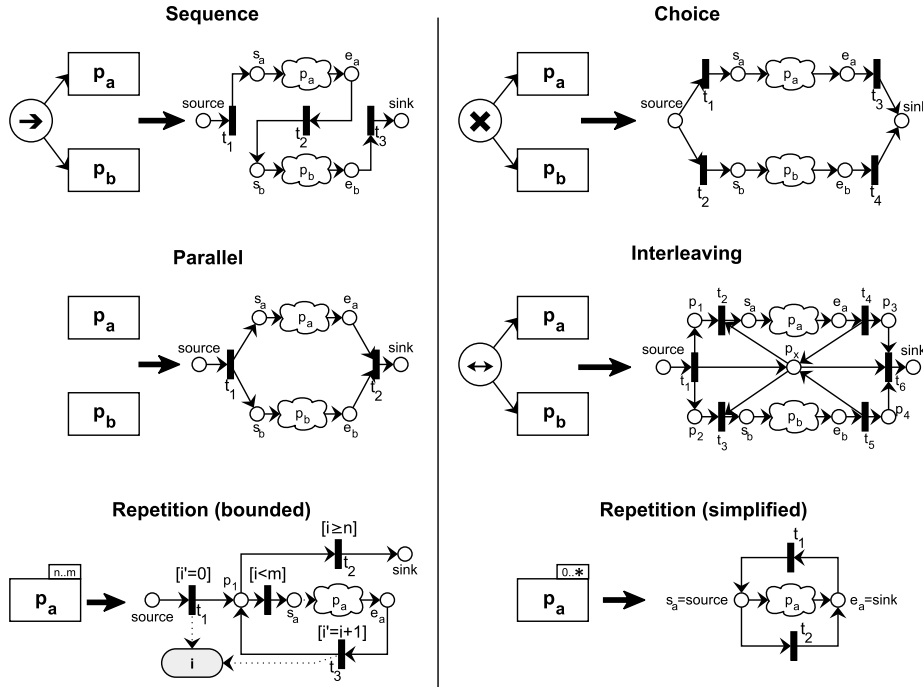 Sequence
p_a
p_b
source
t_1
s_a
p_a
e_a
t_2
s_b
p_b
e_b
t_3
sink
Choice
p_a
p_b
source
t_1
s_a
p_a
e_a
t_3
t_2
s_b
p_b
e_b
t_4
sink
Parallel
p_a
p_b
source
t_1
s_a
p_a
e_a
s_b
p_b
e_b
t_2
sink
Interleaving
p_a
p_b
source
t_1
p_1
t_2
s_a
p_a
e_a
t_4
p_3
p_x
p_2
t_3
s_b
p_b
e_b
t_5
p_4
t_6
sink
Repetition (bounded)
n..m
p_a
[i≥n]
t_2
sink
[i'=0]
p_1
[i<m]
source
t_1
s_a
p_a
e_a
[i'=i+1]
t_3
i
Repetition (simplified)
0..*
p_a
t_1
s_a=source
p_a
e_a=sink
t_2